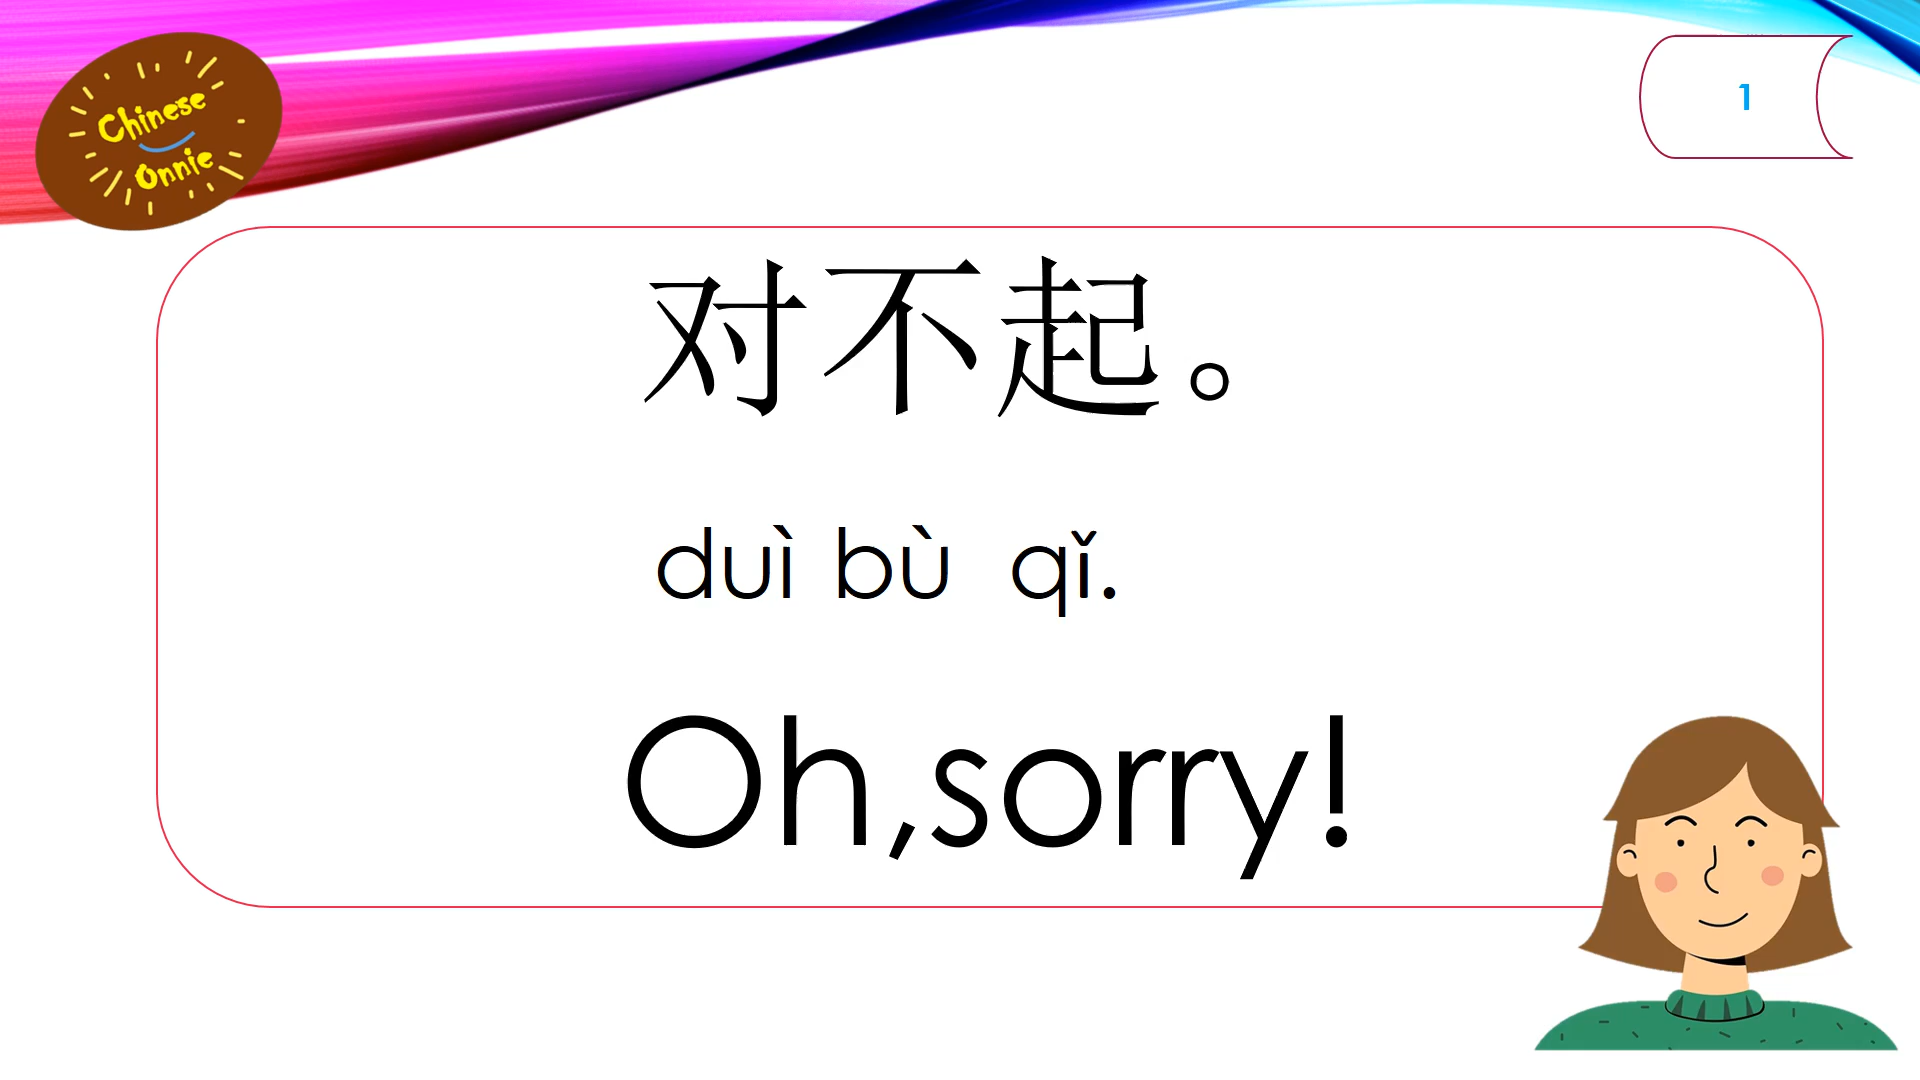 Chinese
Onnie
1
对不起。
duì bù qǐ.
Oh,sorry!